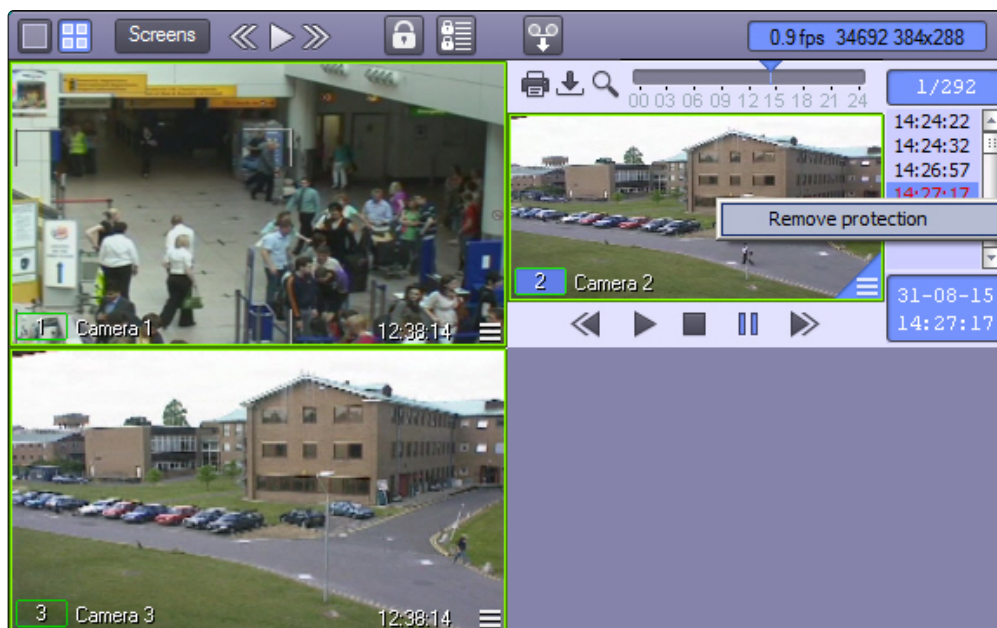 Screens
0.9 fps 34692 384x288
00 03 06 09 12 15 18 21 24
1/292
14:24:22
14:24:32
14:26:57
14:27:17
Remove protection
2 Camera 2
31-08-15
14:27:17
1 Camera 1 12:38:14
3 Camera 3 12:38:14